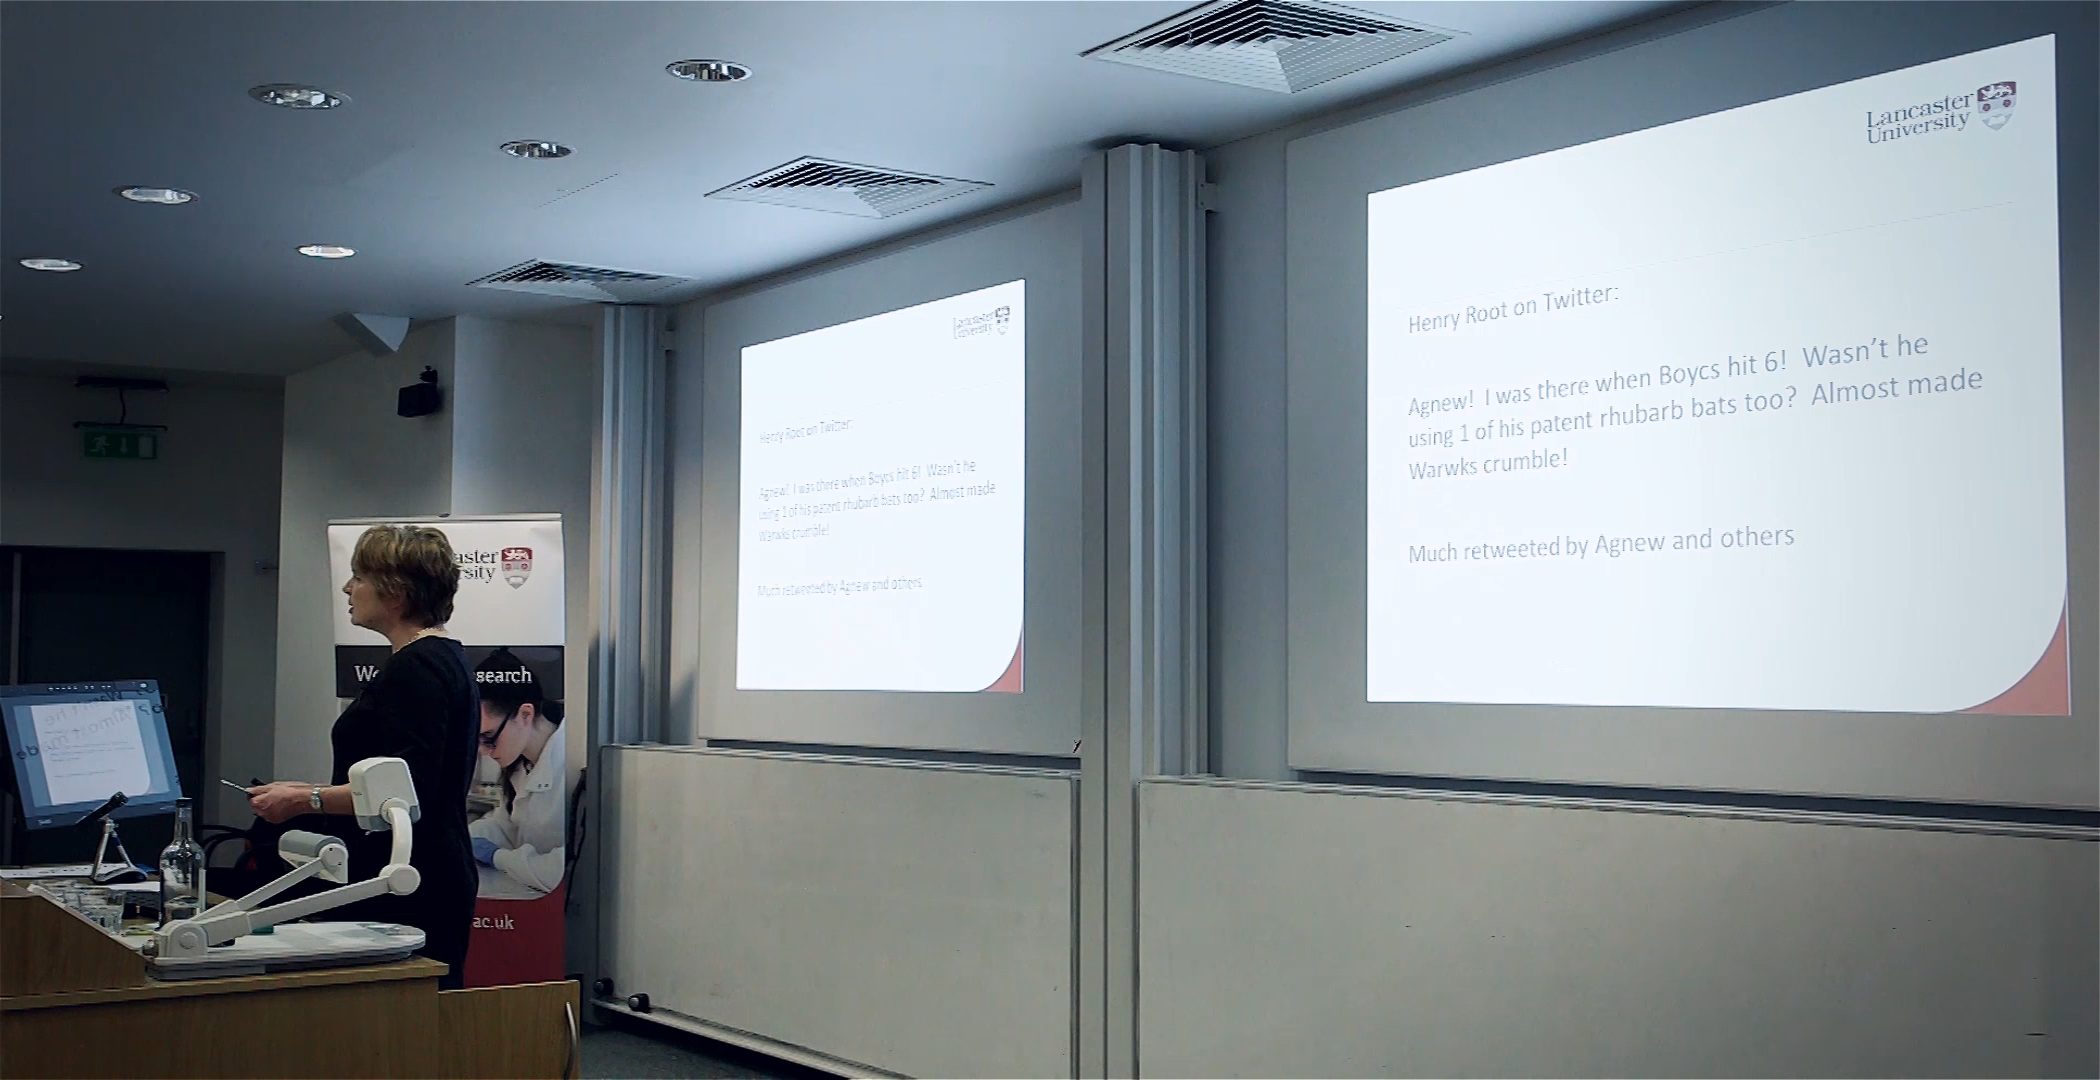 Lancaster
University
Henry Root on Twitter:
Agnew!  I was there when Boycs hit 6!  Wasn't he
using 1 of his patent rhubarb bats too?  Almost made
Warwks crumble!
Much retweeted by Agnew and others
Lancaster
University
Henry Root on Twitter:
Agnew!  I was there when Boycs hit 6!  Wasn't he
using 1 of his patent rhubarb bats too?  Almost made
Warwks crumble!
Much retweeted by Agnew and others
aster
rsity
We
search
ac.uk